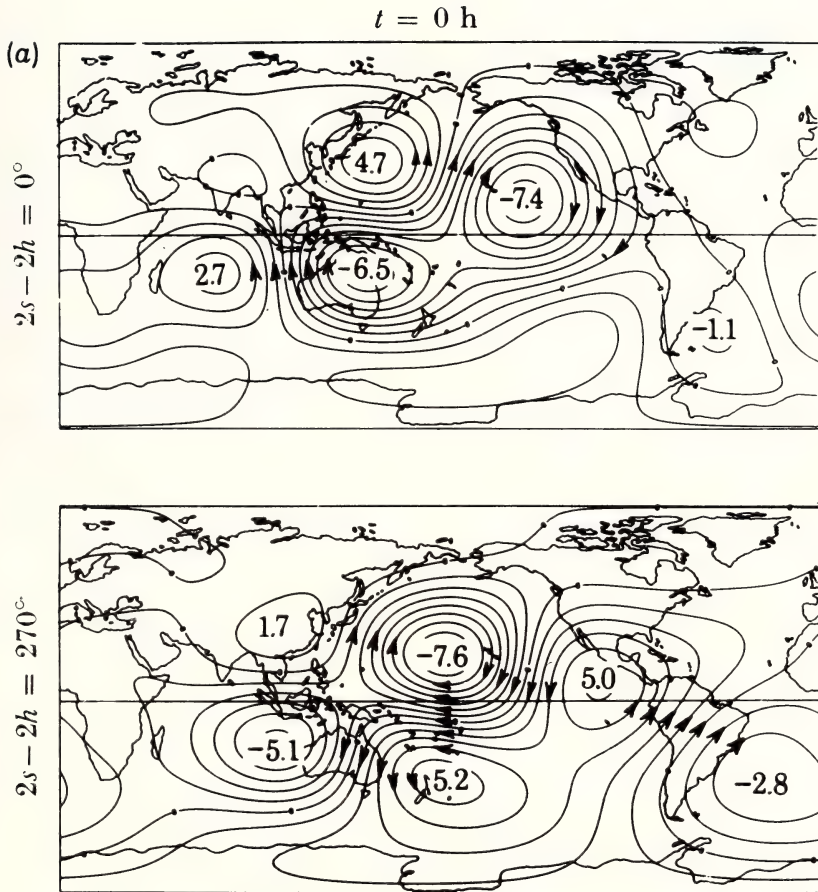 t = 0 h
(a)
2s – 2h = 0°
4.7
-7.4
2.7
-6.5
-1.1
2s – 2h = 270°
1.7
-7.6
5.0
-5.1
5.2
-2.8